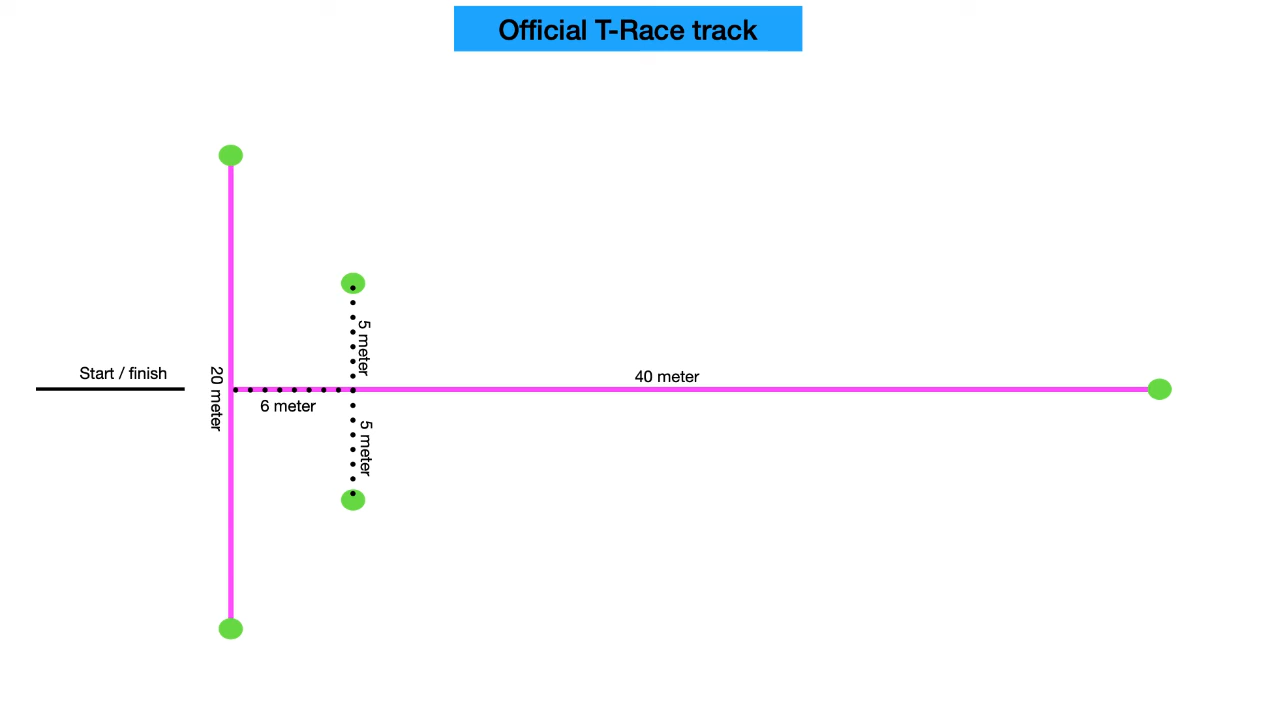 Official T-Race track
5 meter
Start / finish
20 meter
40 meter
6 meter
5 meter